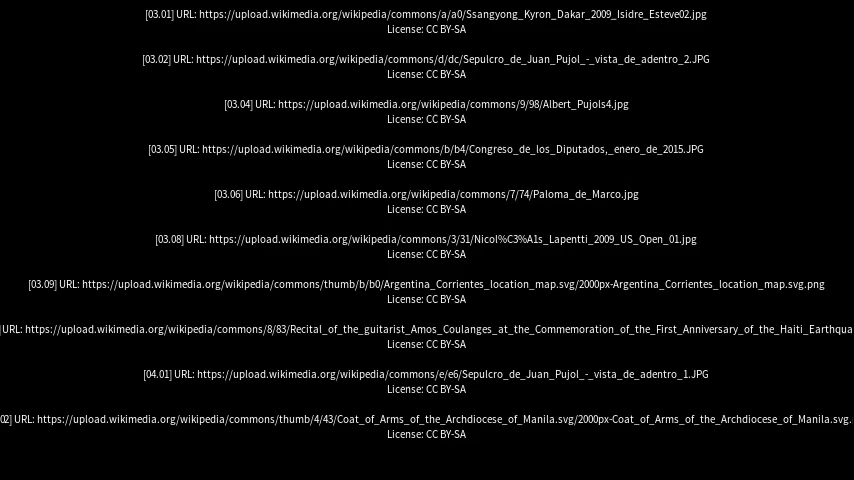 [03.01] URL: https://upload.wikimedia.org/wikipedia/commons/a/a0/Ssangyong_Kyron_Dakar_2009_Isidre_Esteve02.jpg
License: CC BY-SA
[03.02] URL: https://upload.wikimedia.org/wikipedia/commons/d/dc/Sepulcro_de_Juan_Pujol_-_vista_de_adentro_2.JPG
License: CC BY-SA
[03.04] URL: https://upload.wikimedia.org/wikipedia/commons/9/98/Albert_Pujols4.jpg
License: CC BY-SA
[03.05] URL: https://upload.wikimedia.org/wikipedia/commons/b/b4/Congreso_de_los_Diputados,_enero_de_2015.JPG
License: CC BY-SA
[03.06] URL: https://upload.wikimedia.org/wikipedia/commons/7/74/Paloma_de_Marco.jpg
License: CC BY-SA
[03.08] URL: https://upload.wikimedia.org/wikipedia/commons/3/31/Nicol%C3%A1s_Lapentti_2009_US_Open_01.jpg
License: CC BY-SA
[03.09] URL: https://upload.wikimedia.org/wikipedia/commons/thumb/b/b0/Argentina_Corrientes_location_map.svg/2000px-Argentina_Corrientes_location_map.svg.png
License: CC BY-SA
] URL: https://upload.wikimedia.org/wikipedia/commons/8/83/Recital_of_the_guitarist_Amos_Coulanges_at_the_Commemoration_of_the_First_Anniversary_of_the_Haiti_Earthqua
License: CC BY-SA
[04.01] URL: https://upload.wikimedia.org/wikipedia/commons/e/e6/Sepulcro_de_Juan_Pujol_-_vista_de_adentro_1.JPG
License: CC BY-SA
02] URL: https://upload.wikimedia.org/wikipedia/commons/thumb/4/43/Coat_of_Arms_of_the_Archdiocese_of_Manila.svg/2000px-Coat_of_Arms_of_the_Archdiocese_of_Manila.svg.
License: CC BY-SA